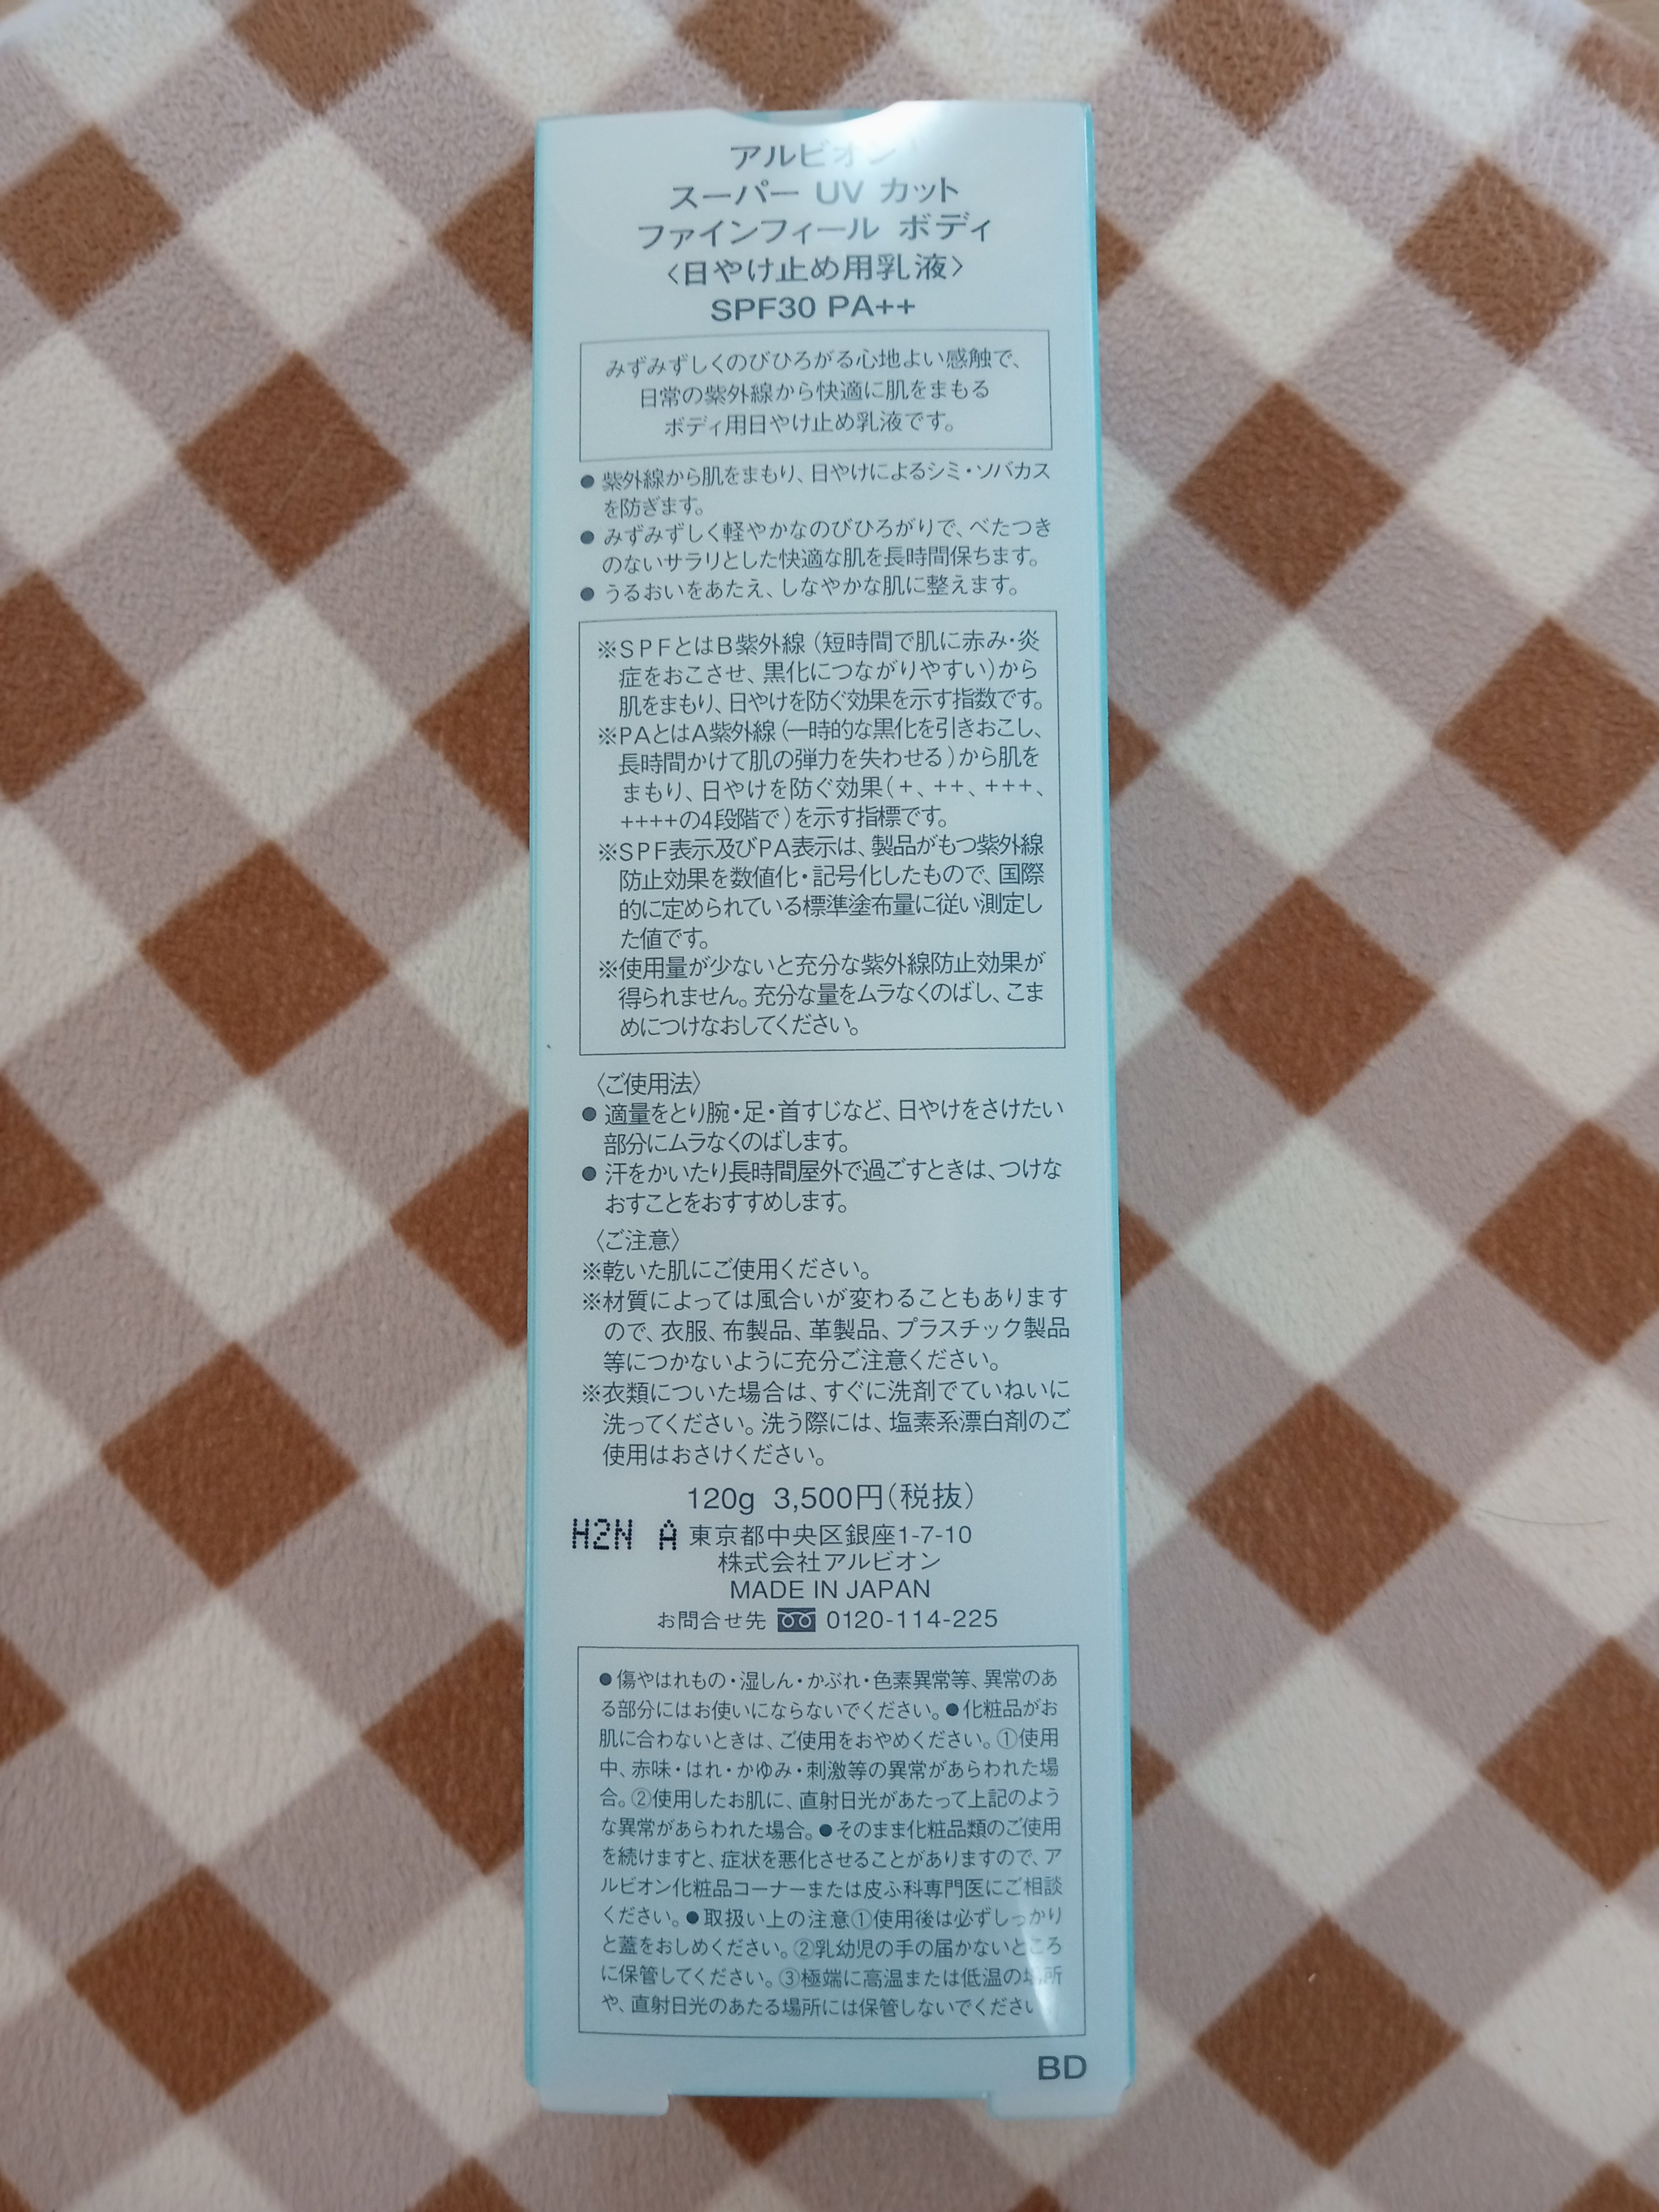 アルビオン
スーパー UV カット
ファインフィール ボディ
〈日やけ止め用乳液〉
SPF30 PA++
みずみずしくのびひろがる心地よい感触で、
日常の紫外線から快適に肌をまもる
ボディ用日やけ止め乳液です。
●紫外線から肌をまもり、日やけによるシミ・ソバカス
を防ぎます。
●みずみずしく軽やかなのびひろがりで、べたつき
のないサラリとした快適な肌を長時間保ちます。
●うるおいをあたえ、しなやかな肌に整えます。
※SPFとはB紫外線(短時間で肌に赤み・炎
症をおこさせ、黒化につながりやすい)から
肌をまもり、日やけを防ぐ効果を示す指数です。
※PAとはA紫外線(一時的な黒化を引きおこし、
長時間かけて肌の弾力を失わせる)から肌を
まもり、日やけを防ぐ効果(+、++、+++、
++++の4段階で)を示す指標です。
※SPF表示及びPA表示は、製品がもつ紫外線
防止効果を数値化・記号化したもので、国際
的に定められている標準塗布量に従い測定し
た値です。
※使用量が少ないと充分な紫外線防止効果が
得られません。充分な量をムラなくのばし、こま
めにつけなおしてください。
〈ご使用法〉
●適量をとり腕・足・首すじなど、日やけをさけたい
部分にムラなくのばします。
●汗をかいたり長時間屋外で過ごすときは、つけな
おすことをおすすめします。
〈ご注意〉
※乾いた肌にご使用ください。
※材質によっては風合いが変わることもあります
ので、衣服、布製品、革製品、プラスチック製品
等につかないように充分ご注意ください。
※衣類についた場合は、すぐに洗剤でていねいに
洗ってください。洗う際には、塩素系漂白剤のご
使用はおさけください。
120g 3,500円(税抜)
H2N A 東京都中央区銀座1-7-10
株式会社アルビオン
MADE IN JAPAN
お問合せ先 0120-114-225
●傷やはれもの・湿しん・かぶれ・色素異常等、異常のあ
る部分にはお使いにならないでください。●化粧品がお
肌に合わないときは、ご使用をおやめください。①使用
中、赤味・はれ・かゆみ・刺激等の異常があらわれた場
合。②使用したお肌に、直射日光があたって上記のよう
な異常があらわれた場合。●そのまま化粧品類のご使用
を続けますと、症状を悪化させることがありますので、ア
ルビオン化粧品コーナーまたは皮ふ科専門医にご相談
ください。●取扱い上の注意①使用後は必ずしっかり
と蓋をおしめください。②乳幼児の手の届かないところ
に保管してください。③極端に高温または低温の場所
や、直射日光のあたる場所には保管しないでください
BD